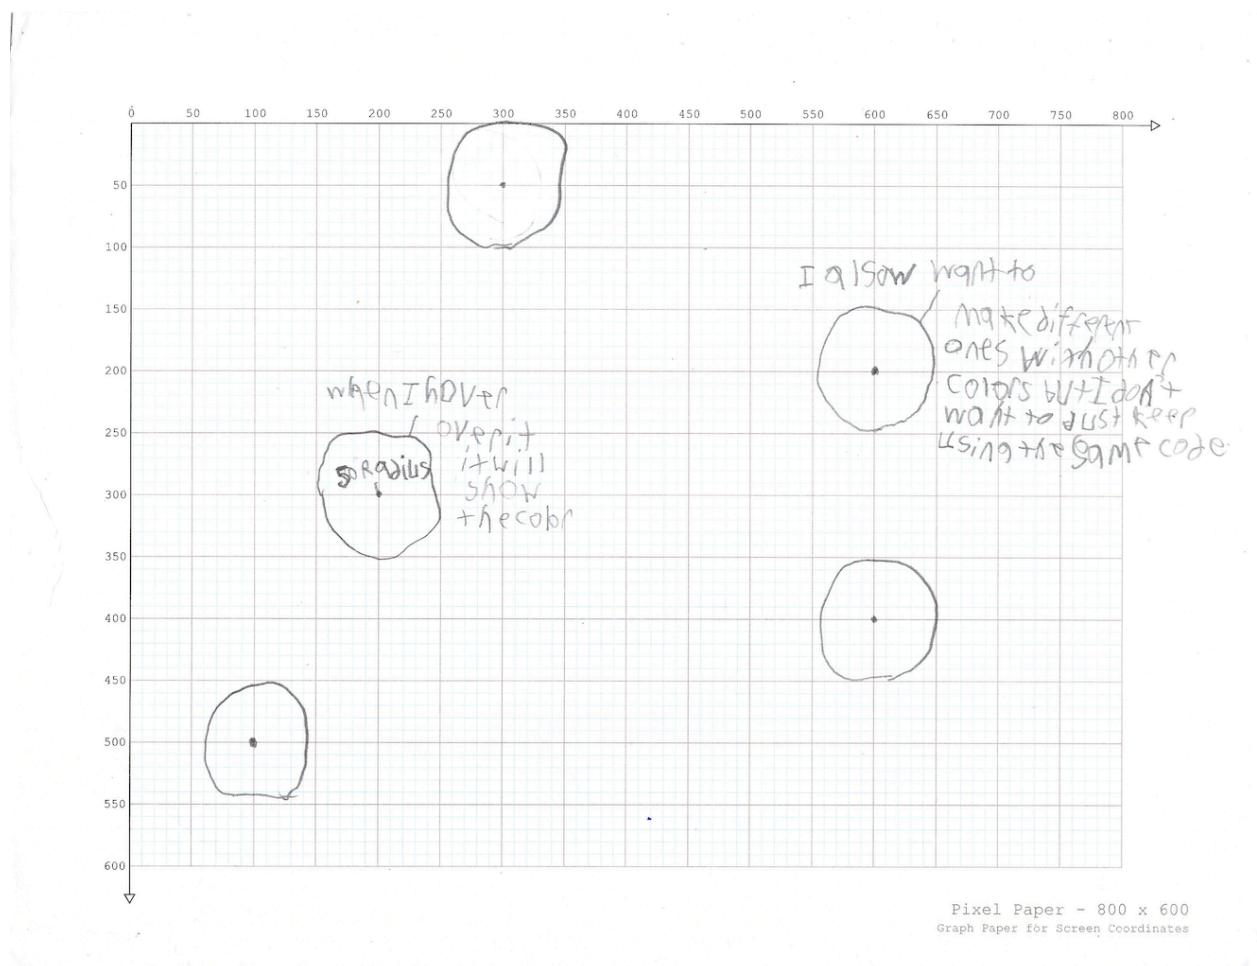 0 50 100 150 200 250 300 350 400 450 500 550 600 650 700 750 800
50
100
150
200
250
300
350
400
450
500
550
600
I alsow want to
make different
ones with other
colors but I don't
want to Just keep
using the same code
when I hover
over it
it will
show
the color
50 Radius
Pixel Paper - 800 x 600
Graph Paper for Screen Coordinates